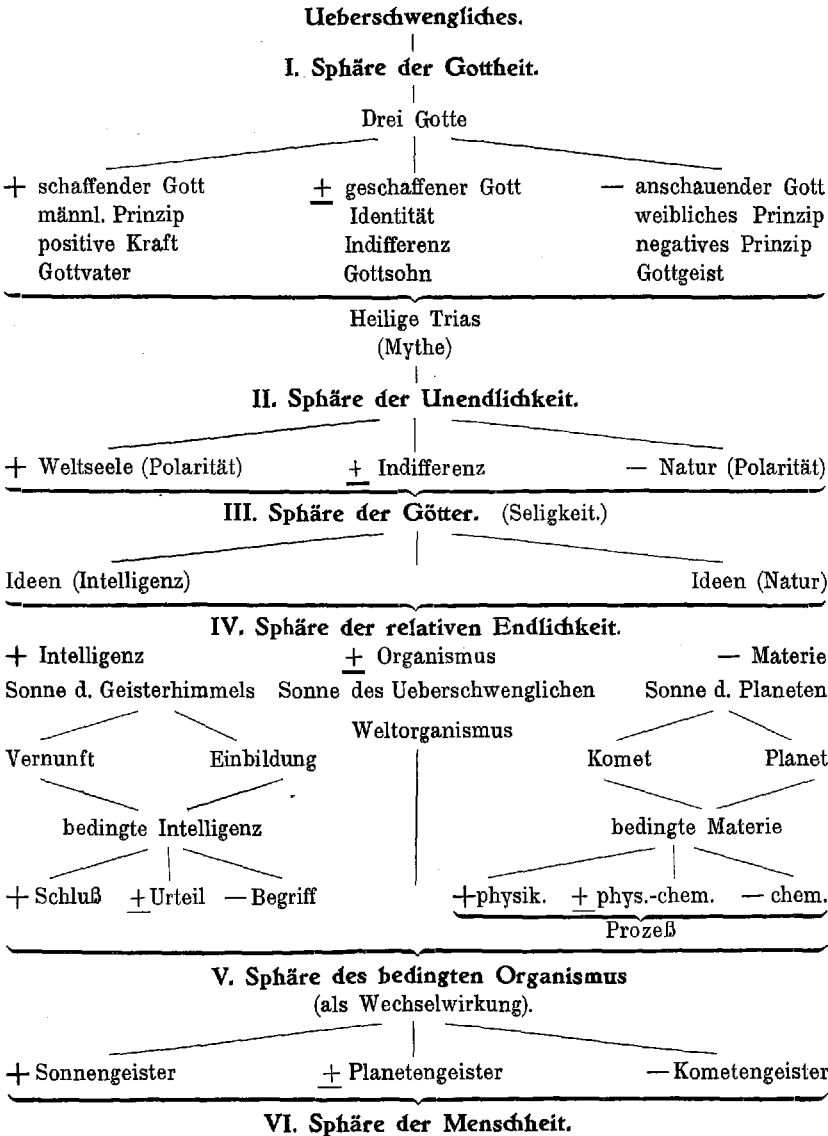 Ueberschwengliches.
I. Sphäre der Gottheit.
Drei Gotte
+ schaffender Gott ± geschaffener Gott — anschauender Gott
männl. Prinzip Identität weibliches Prinzip
positive Kraft Indifferenz negatives Prinzip
Gottvater Gottsohn Gottgeist
Heilige Trias
(Mythe)
II. Sphäre der Unendlichkeit.
+ Weltseele (Polarität) ± Indifferenz — Natur (Polarität)
III. Sphäre der Götter. (Seligkeit.)
Ideen (Intelligenz) Ideen (Natur)
IV. Sphäre der relativen Endlichkeit.
+ Intelligenz ± Organismus — Materie
Sonne d. Geisterhimmels Sonne des Ueberschwenglichen Sonne d. Planeten
Weltorganismus
Vernunft Einbildung Komet Planet
bedingte Intelligenz bedingte Materie
+ Schluß ± Urteil — Begriff + physik. ± phys.-chem. — chem.
Prozeß
V. Sphäre des bedingten Organismus
(als Wechselwirkung).
+ Sonnengeister ± Planetengeister — Kometengeister
VI. Sphäre der Menschheit.